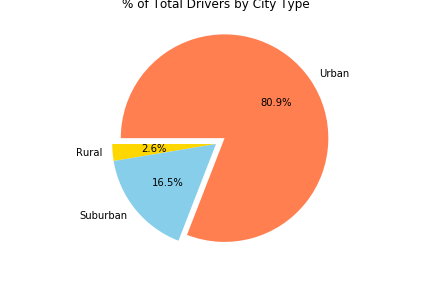 % of Total Drivers by City Type
Urban
80.9%
Rural
2.6%
16.5%
Suburban